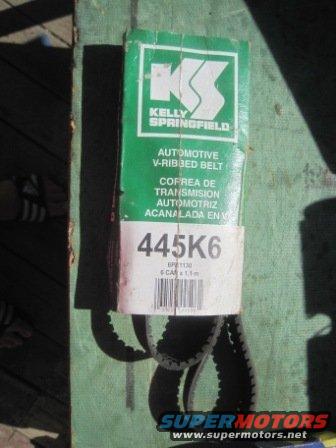 KS
KELLY
SPRINGFIELD
AUTOMOTIVE
V-RIBBED BELT
CORREA DE
TRANSMISION
AUTOMOTRIZ
ACANALADA EN V
445K6
6PK1130
6 CAN x 1,1 m
SUPERMOTORS
www.supermotors.net